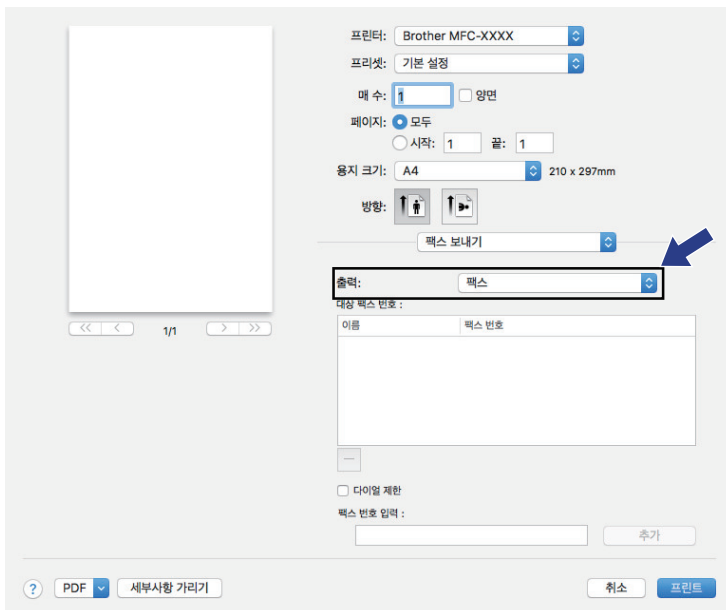 프린터: Brother MFC-XXXX
프리셋: 기본 설정
매 수: 1 양면
페이지: 모두
시작: 1 끝: 1
용지 크기: A4 210 x 297mm
방향:
팩스 보내기
출력: 팩스
대상 팩스 번호 :
이름 팩스 번호
<< < 1/1 > >>
다이얼 제한
팩스 번호 입력 :
추가
? PDF 세부사항 가리기 취소 프린트